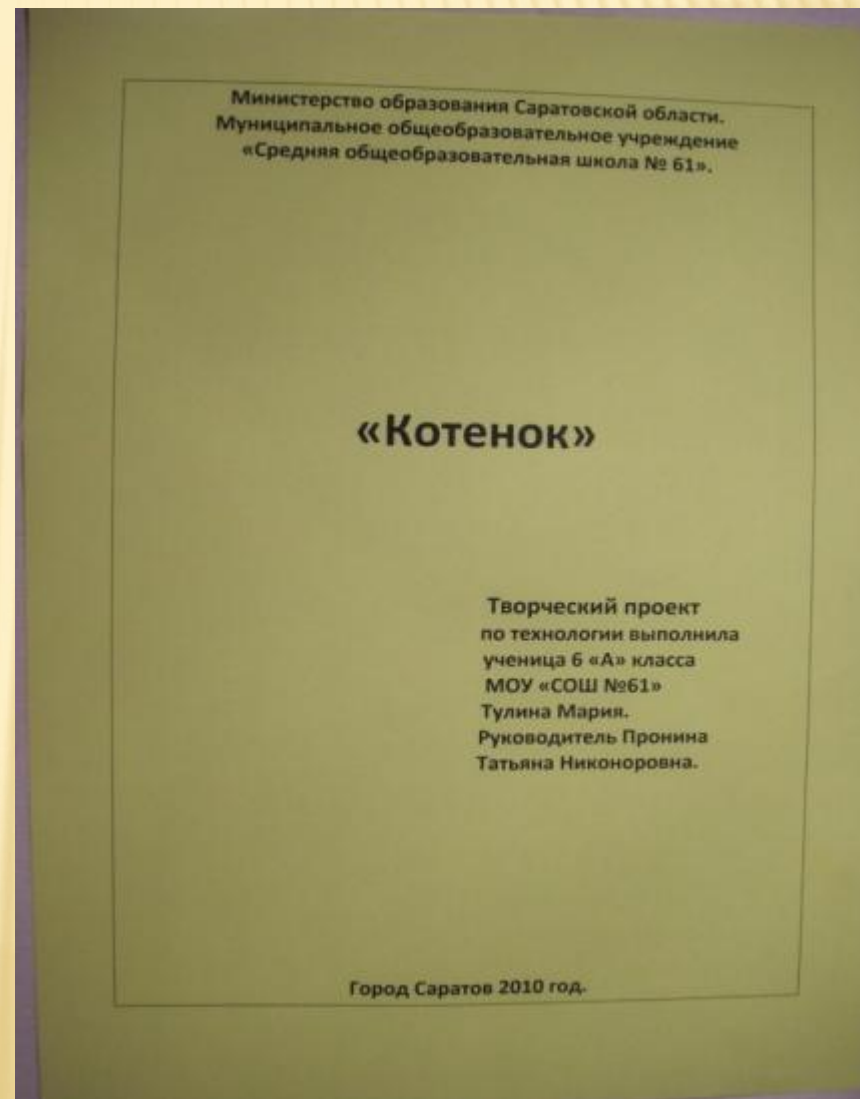 Министерство образования Саратовской области.
Муниципальное общеобразовательное учреждение
«Средняя общеобразовательная школа № 61».
«Котенок»
Творческий проект
по технологии выполнила
ученица 6 «А» класса
МОУ «СОШ №61»
Тулина Мария.
Руководитель Пронина
Татьяна Никоноровна.
Город Саратов 2010 год.